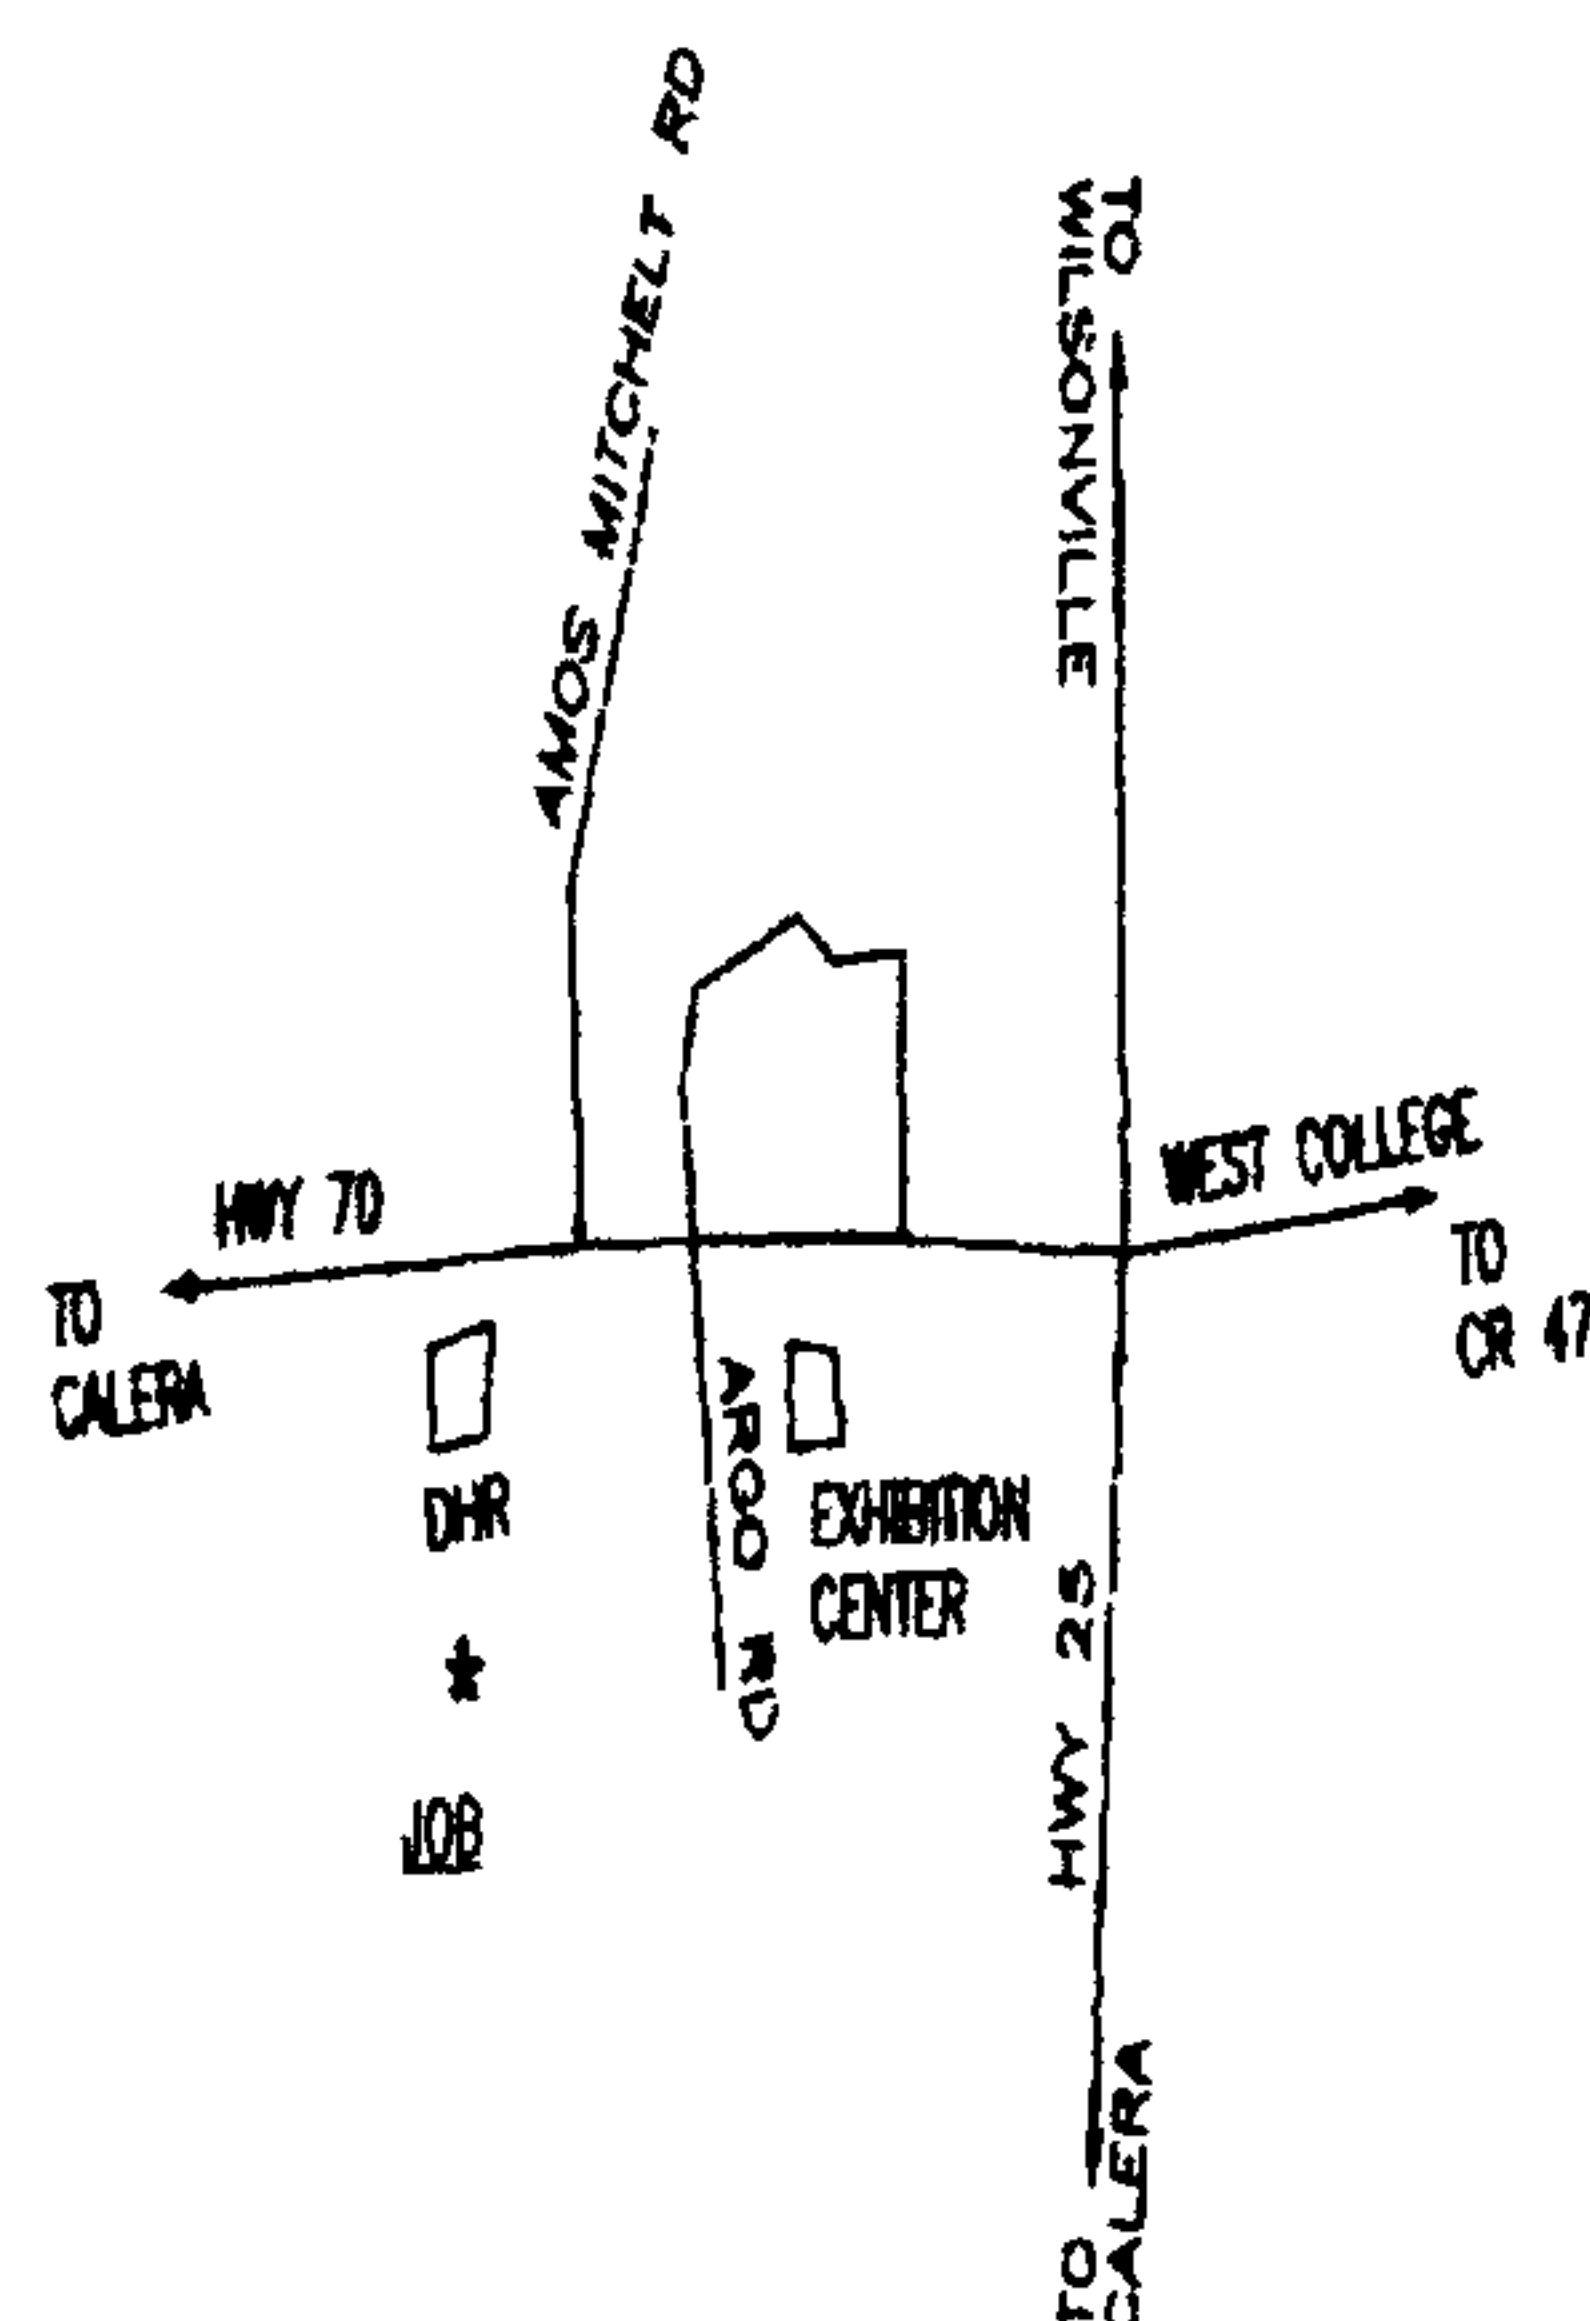 AMOS MITCHELL RD
TO
WILSONVILLE
WEST COLLEGE
HWY 70
TO
CR 47
TO
CALERA
ARGO RD
DHR
EXHIBITION
CENTER
HWY 25
JOB
TO
CALERA